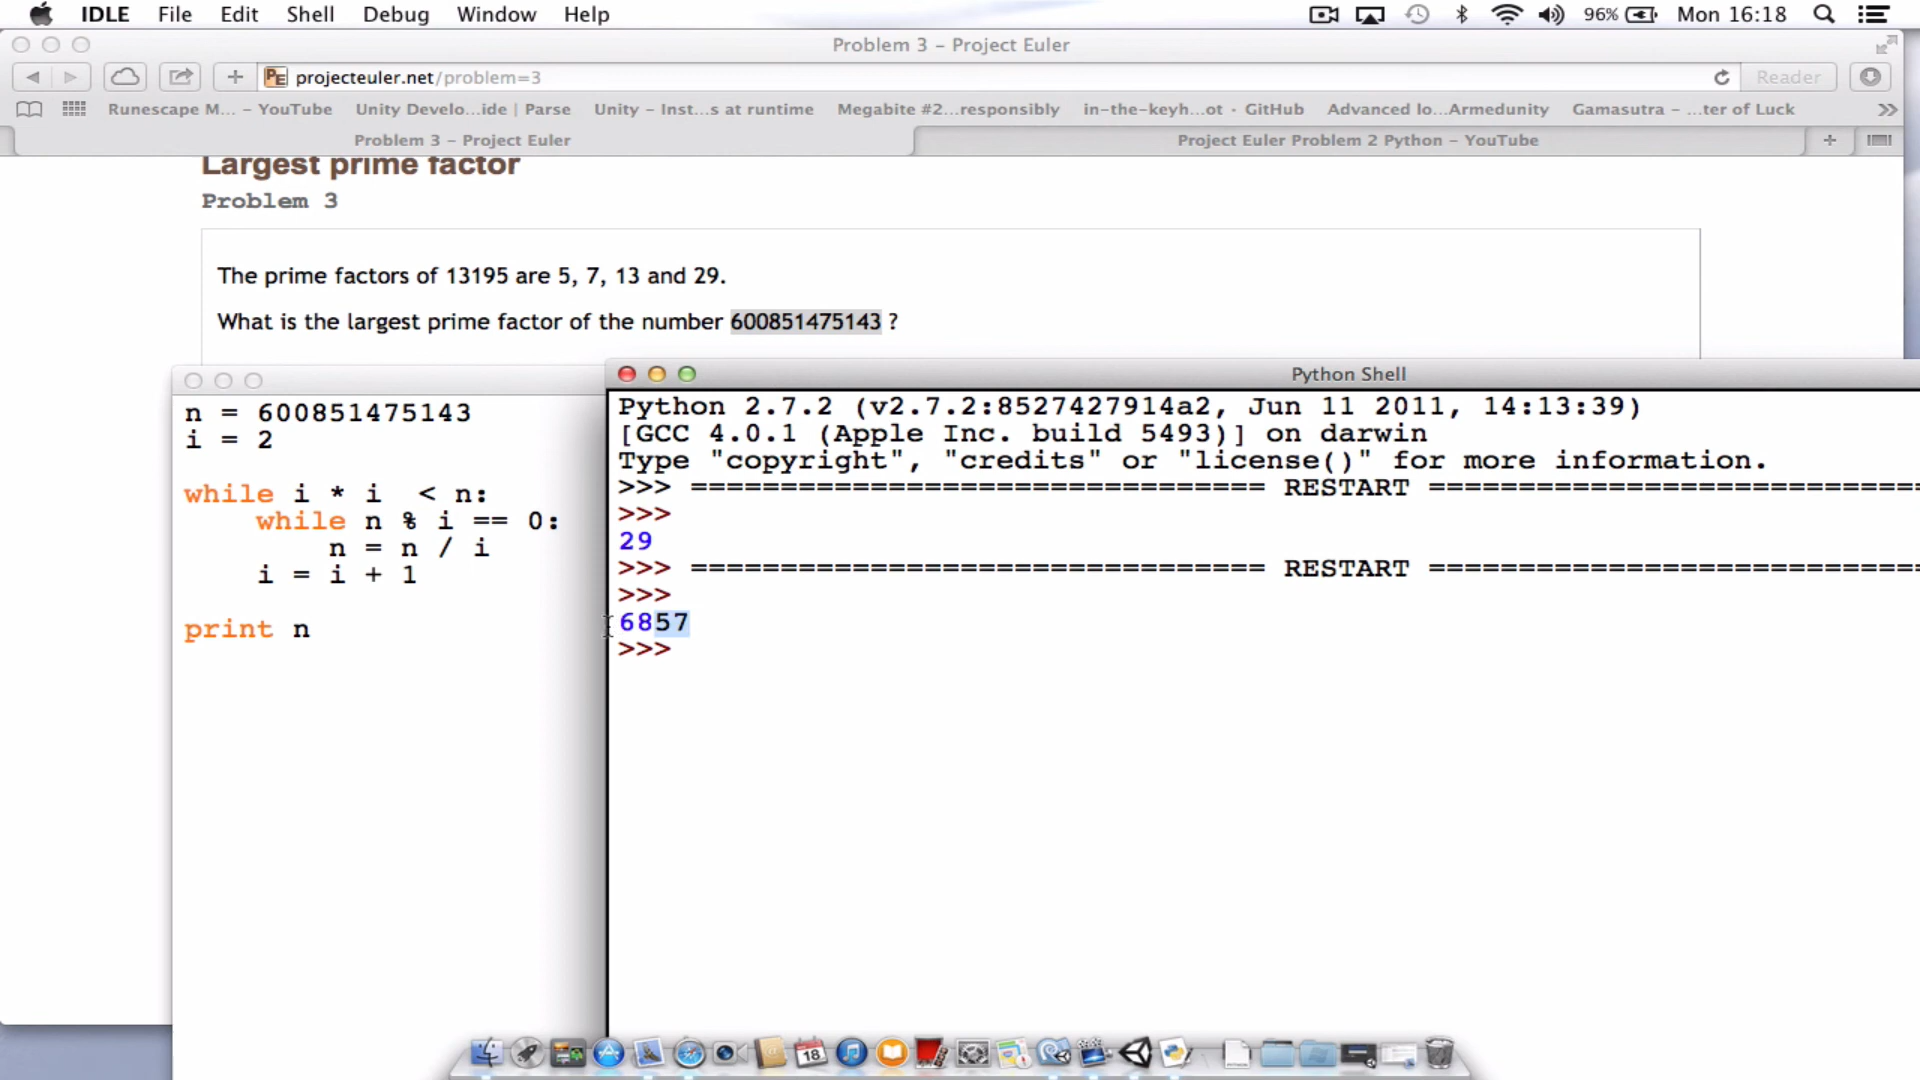 IDLE File Edit Shell Debug Window Help 96% Mon 16:18
Problem 3 – Project Euler
projecteuler.net/problem=3 Reader
Runescape M... – YouTube Unity Develo...ide | Parse Unity – Inst...s at runtime Megabite #2...responsibly in-the-keyh...ot · GitHub Advanced lo...Armedunity Gamasutra – ...ter of Luck
Problem 3 – Project Euler Project Euler Problem 2 Python – YouTube
Largest prime factor
Problem 3
The prime factors of 13195 are 5, 7, 13 and 29.
What is the largest prime factor of the number 600851475143 ?
n = 600851475143
i = 2
while i * i  < n:
    while n % i == 0:
        n = n / i
    i = i + 1
print n
Python Shell
Python 2.7.2 (v2.7.2:8527427914a2, Jun 11 2011, 14:13:39)
[GCC 4.0.1 (Apple Inc. build 5493)] on darwin
Type "copyright", "credits" or "license()" for more information.
>>> ================================ RESTART ===========================
>>>
29
>>> ================================ RESTART ===========================
>>>
6857
>>>
18